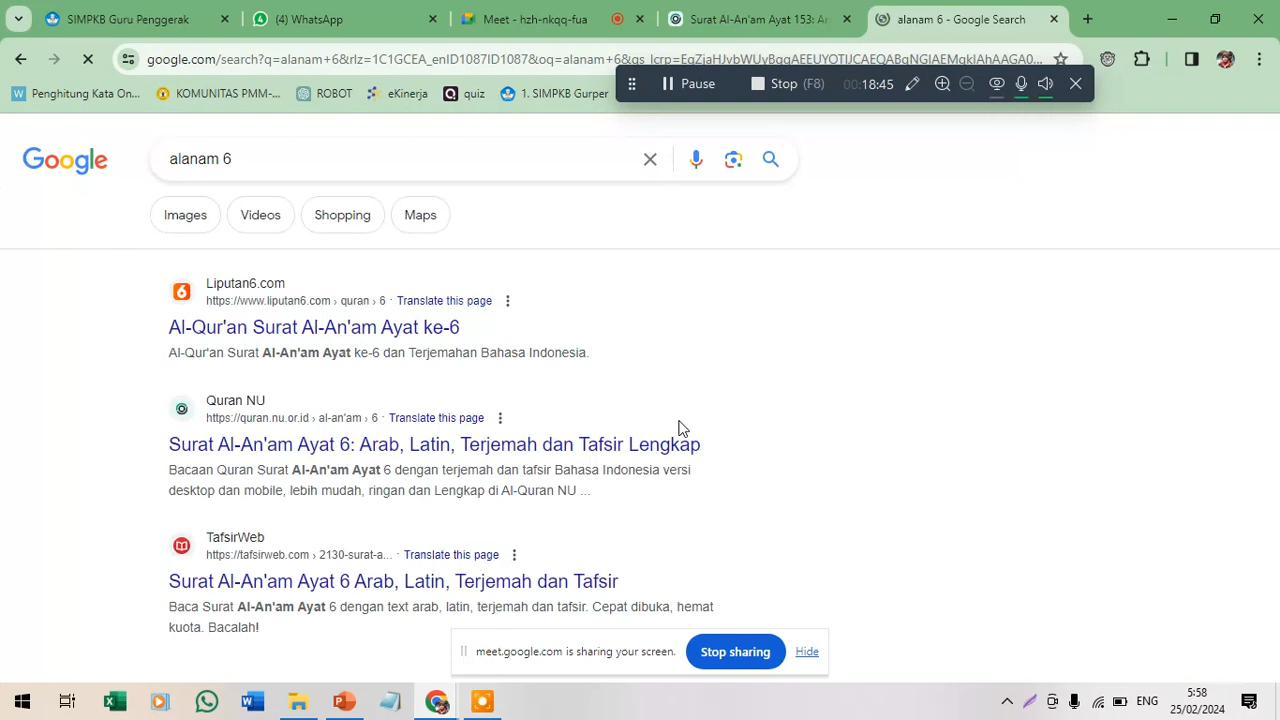 SIMPKB Guru Penggerak
(4) WhatsApp
Meet - hzh-nkqq-fua
Surat Al-An'am Ayat 153: Ar
alanam 6 - Google Search
google.com/search?q=alanam+6&rlz=1C1GCEA_enID1087ID1087&oq=alanam+6&gs_lcrp=
Penghitung Kata On...
KOMUNITAS PMM-...
ROBOT
eKinerja
quiz
1. SIMPKB Gurper
Pause
Stop (F8)
00:18:45
Google
alanam 6
Images
Videos
Shopping
Maps
Liputan6.com
https://www.liputan6.com › quran › 6 · Translate this page
Al-Qur'an Surat Al-An'am Ayat ke-6
Al-Qur'an Surat Al-An'am Ayat ke-6 dan Terjemahan Bahasa Indonesia.
Quran NU
https://quran.nu.or.id › al-an'am › 6 · Translate this page
Surat Al-An'am Ayat 6: Arab, Latin, Terjemah dan Tafsir Lengkap
Bacaan Quran Surat Al-An'am Ayat 6 dengan terjemah dan tafsir Bahasa Indonesia versi
desktop dan mobile, lebih mudah, ringan dan Lengkap di Al-Quran NU ...
TafsirWeb
https://tafsirweb.com › 2130-surat-a... · Translate this page
Surat Al-An'am Ayat 6 Arab, Latin, Terjemah dan Tafsir
Baca Surat Al-An'am Ayat 6 dengan text arab, latin, terjemah dan tafsir. Cepat dibuka, hemat
kuota. Bacalah!
meet.google.com is sharing your screen.
Stop sharing
Hide
ENG
5:58
25/02/2024